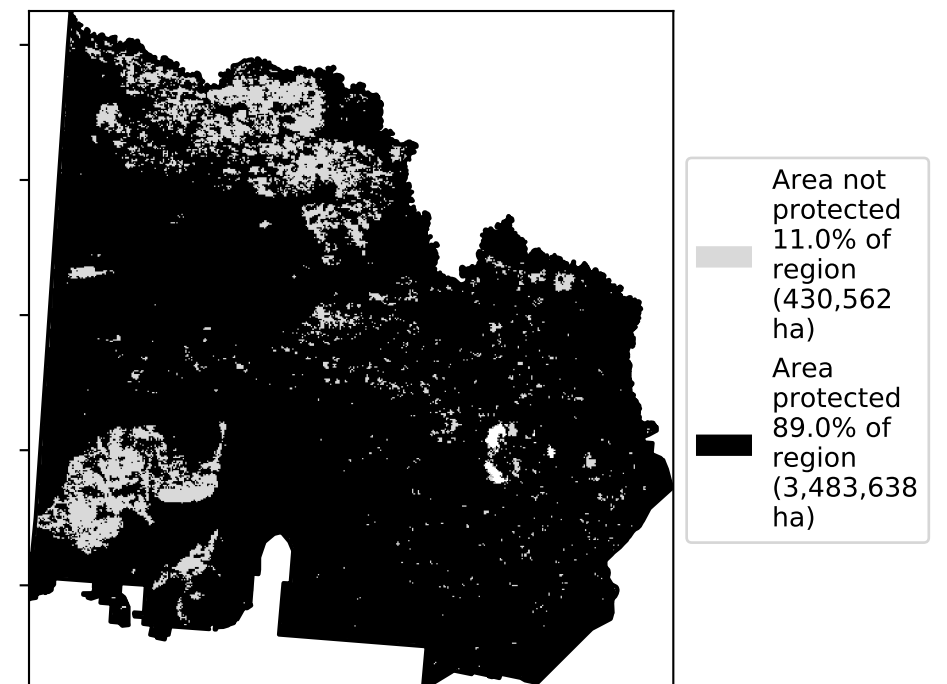 Area not
protected
11.0% of
region
(430,562
ha)
Area
protected
89.0% of
region
(3,483,638
ha)